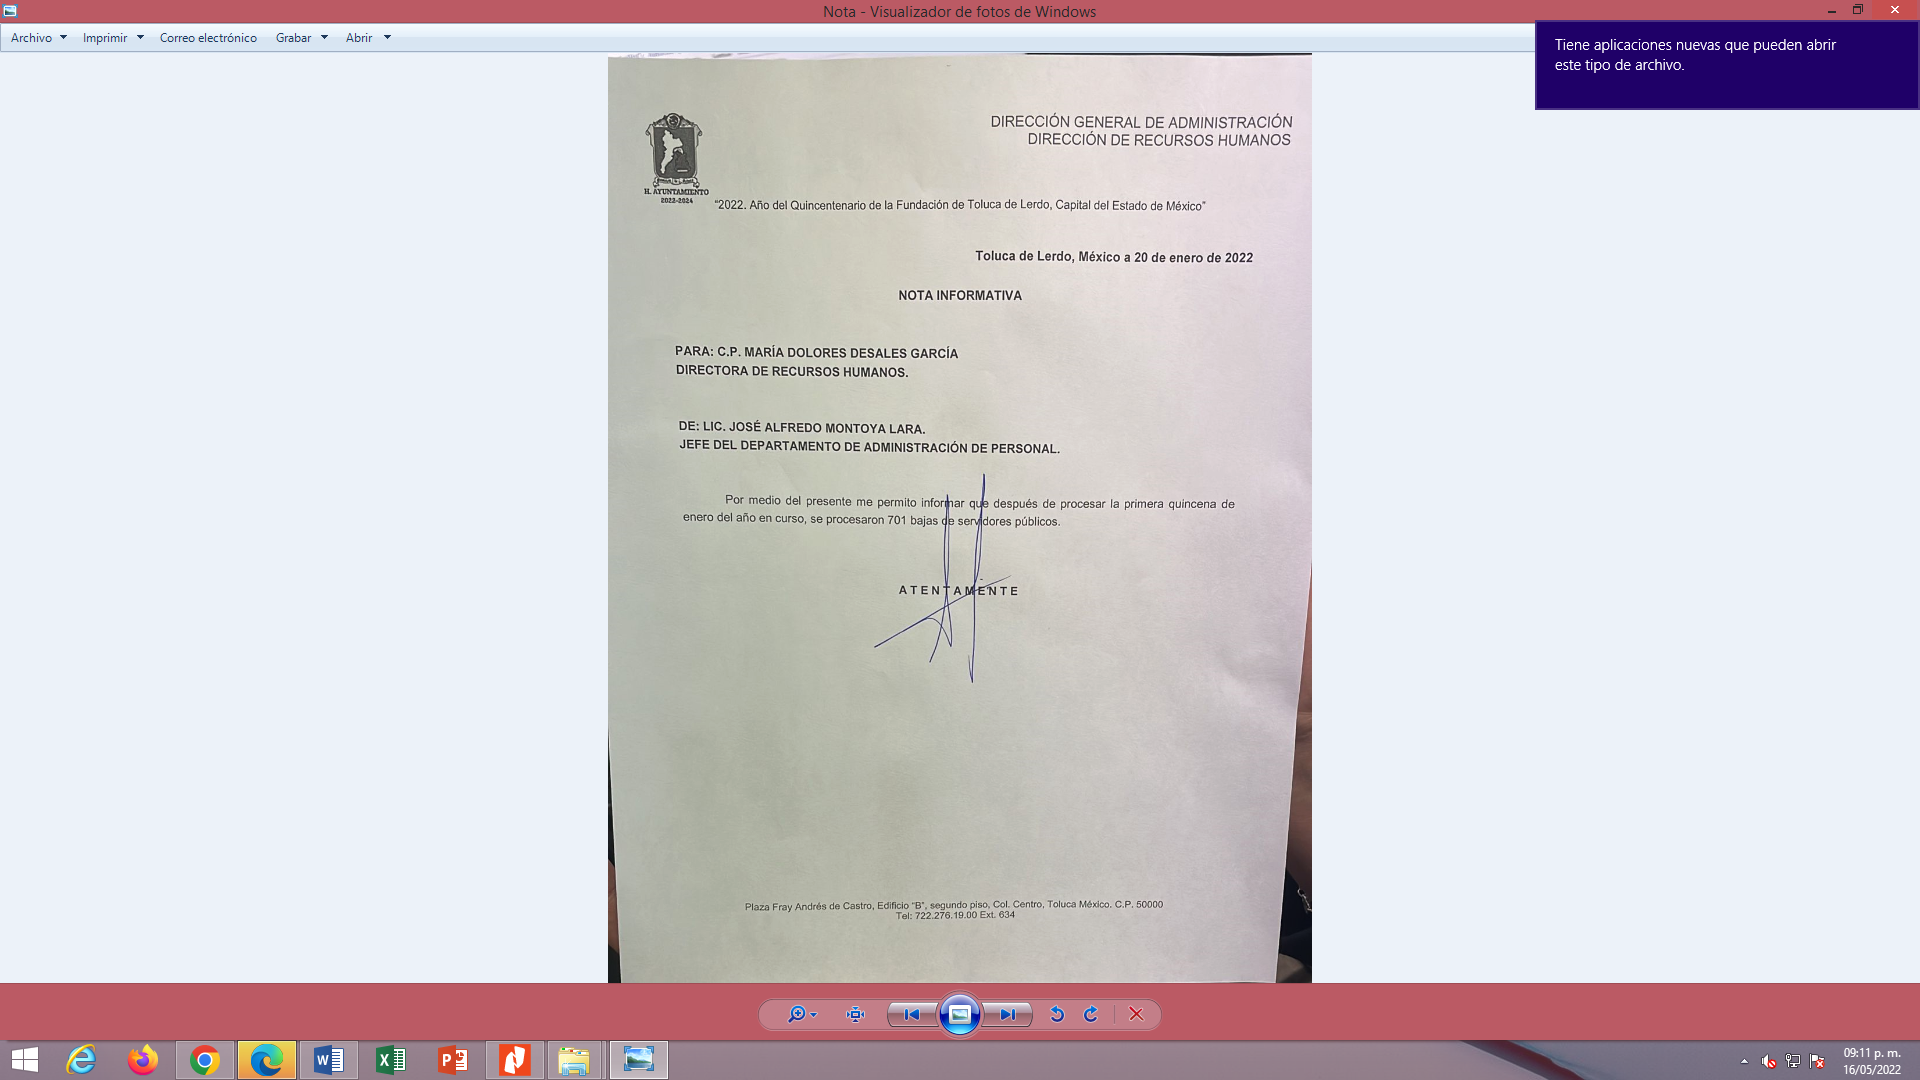 Nota - Visualizador de fotos de Windows
Archivo Imprimir Correo electrónico Grabar Abrir
Tiene aplicaciones nuevas que pueden abrir
este tipo de archivo.
DIRECCIÓN GENERAL DE ADMINISTRACIÓN
DIRECCIÓN DE RECURSOS HUMANOS
H. AYUNTAMIENTO
2022-2024
"2022. Año del Quincentenario de la Fundación de Toluca de Lerdo, Capital del Estado de México"
Toluca de Lerdo, México a 20 de enero de 2022
NOTA INFORMATIVA
PARA: C.P. MARÍA DOLORES DESALES GARCÍA
DIRECTORA DE RECURSOS HUMANOS.
DE: LIC. JOSÉ ALFREDO MONTOYA LARA.
JEFE DEL DEPARTAMENTO DE ADMINISTRACIÓN DE PERSONAL.
Por medio del presente me permito informar que después de procesar la primera quincena de
enero del año en curso, se procesaron 701 bajas de servidores públicos.
A T E N T A M E N T E
Plaza Fray Andrés de Castro, Edificio "B", segundo piso, Col. Centro, Toluca México. C.P. 50000
Tel: 722.276.19.00 Ext. 634
09:11 p. m.
16/05/2022